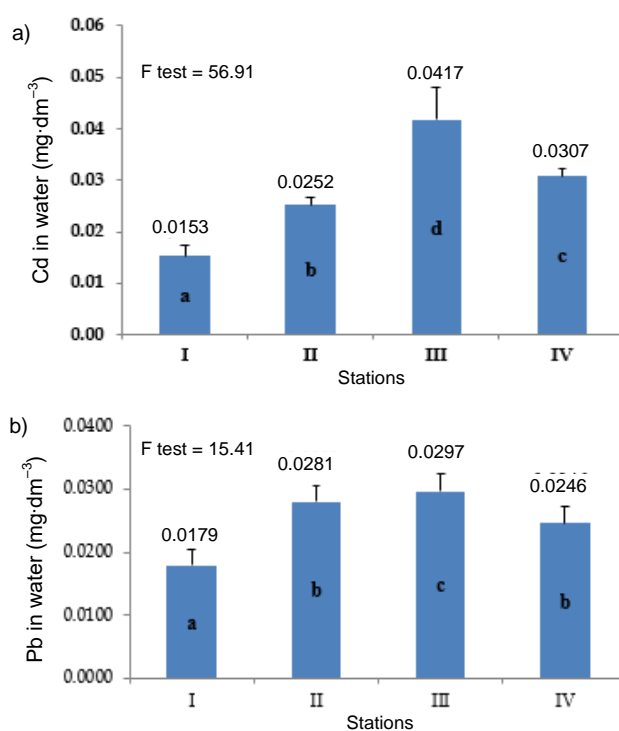 a)
Cd in water (mg·dm⁻³)
0.06
0.05
0.04
0.03
0.02
0.01
0.00
F test = 56.91
0.0153
0.0252
0.0417
0.0307
a
b
d
c
I II III IV
Stations
b)
Pb in water (mg·dm⁻³)
0.0400
0.0300
0.0200
0.0100
0.0000
F test = 15.41
0.0179
0.0281
0.0297
0.0246
a
b
c
b
I II III IV
Stations